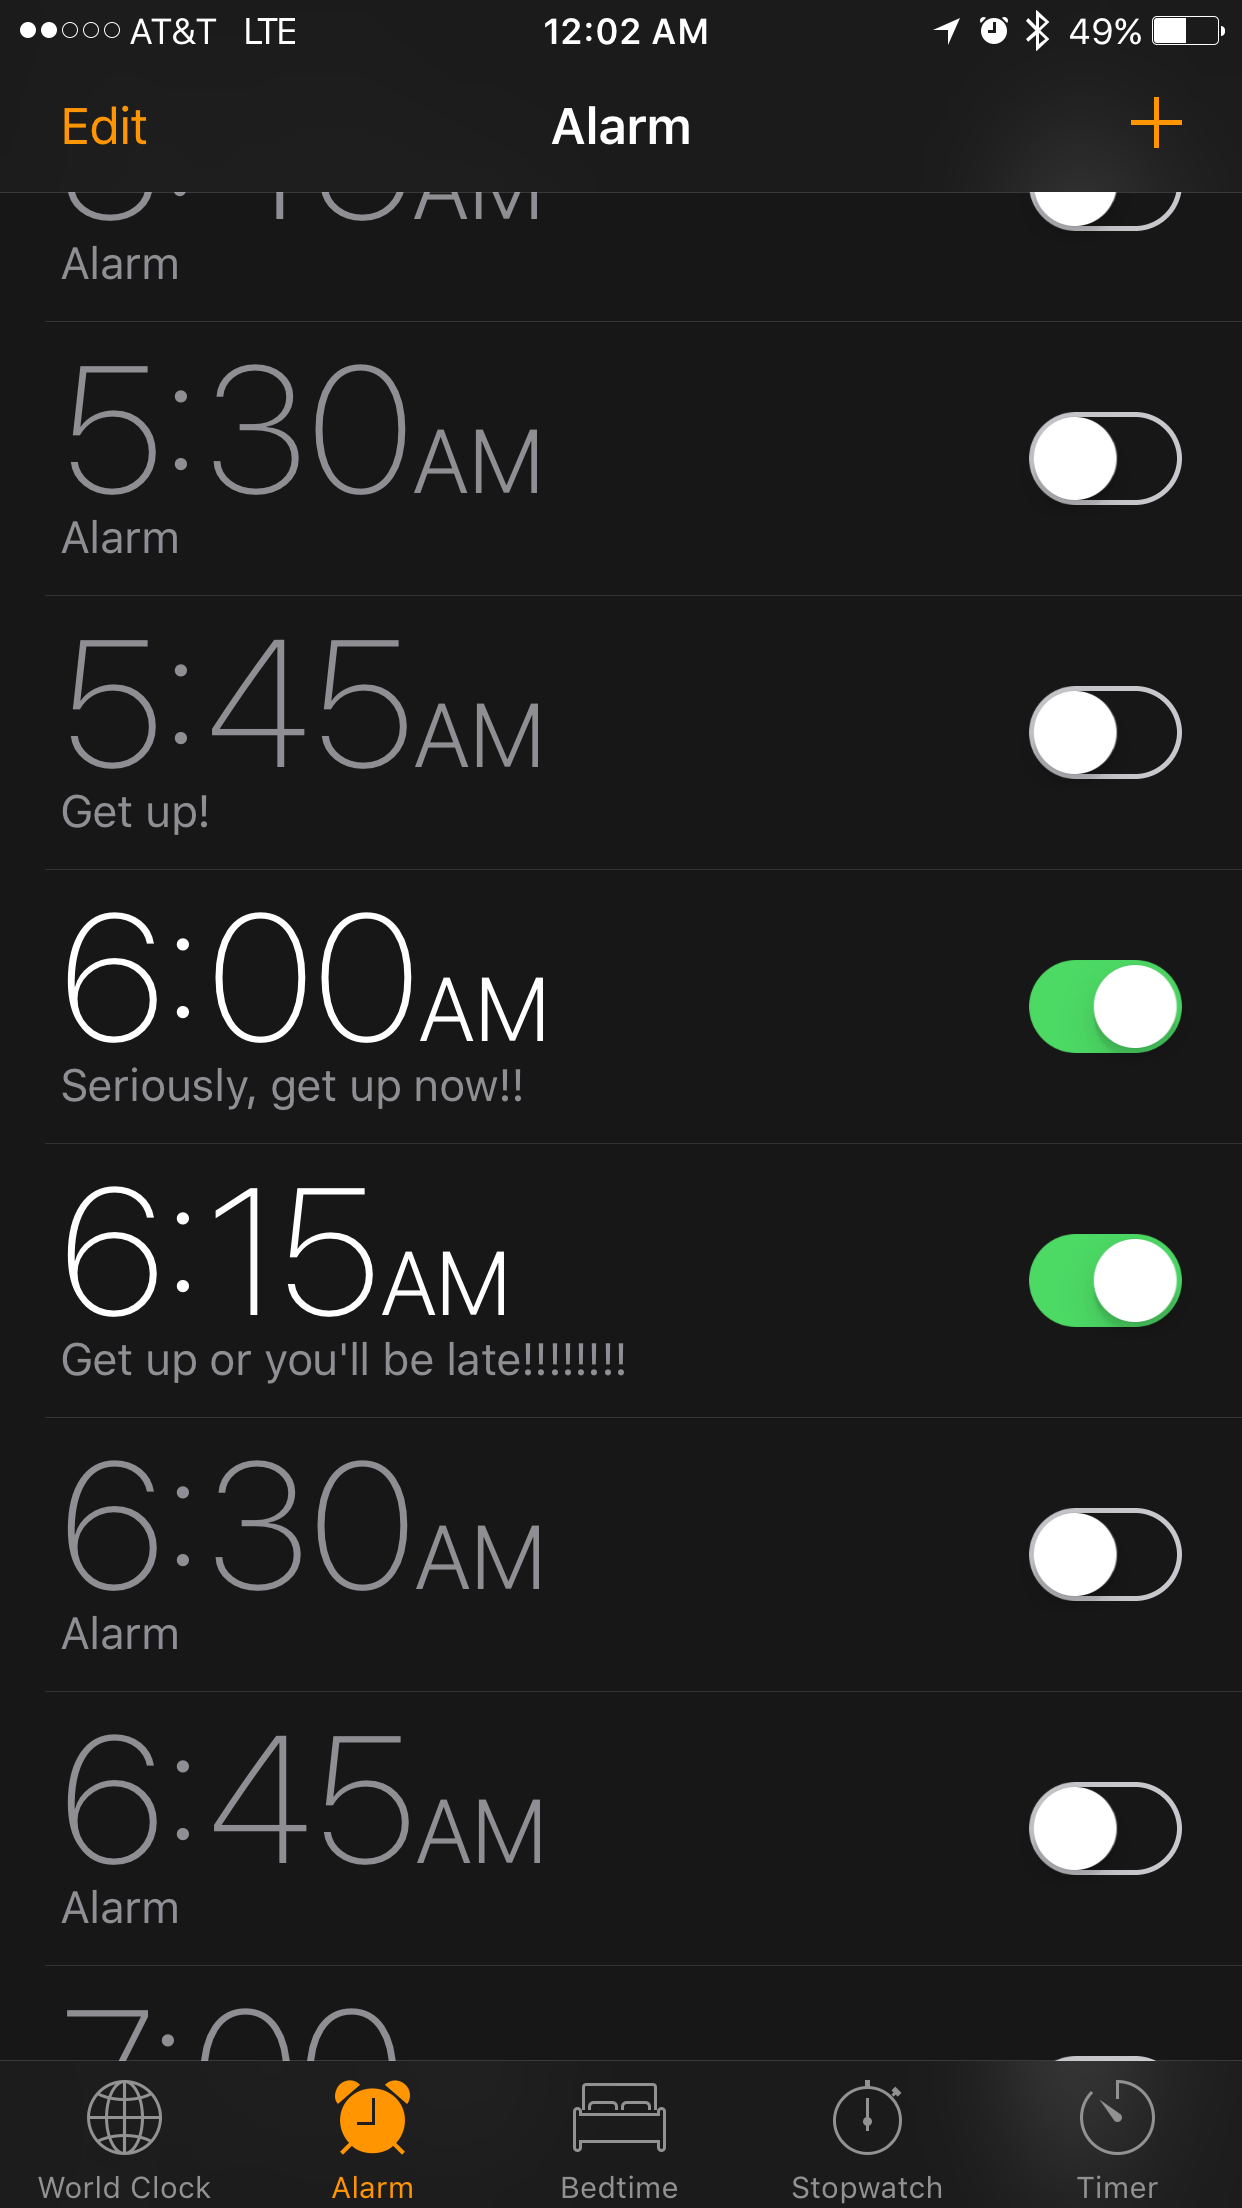 AT&T LTE 12:02 AM 49%
Edit Alarm +
AM
Alarm
5:30AM
Alarm
5:45AM
Get up!
6:00AM
Seriously, get up now!!
6:15AM
Get up or you'll be late!!!!!!!!
6:30AM
Alarm
6:45AM
Alarm
7:00
World Clock Alarm Bedtime Stopwatch Timer